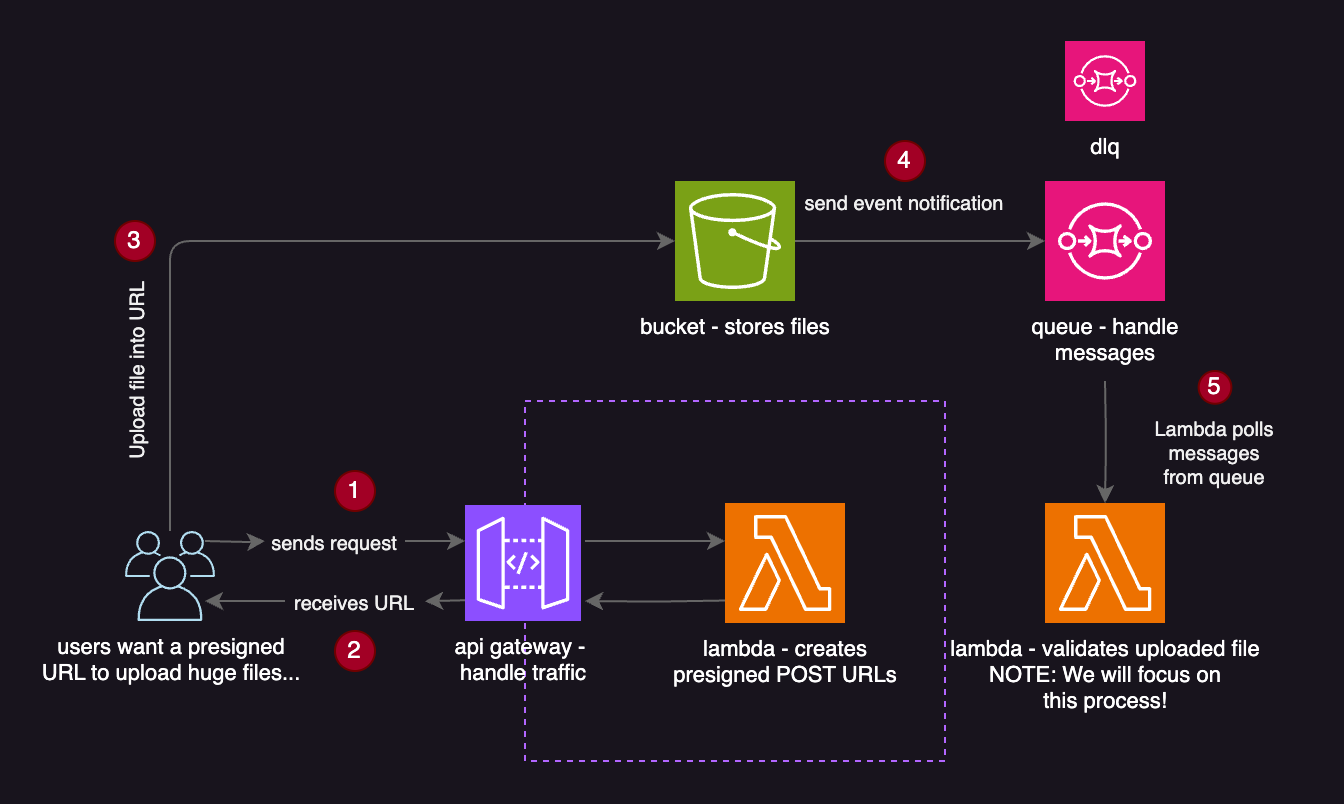 dlq
4
send event notification
3
Upload file into URL
bucket - stores files
queue - handle
messages
5
Lambda polls
messages
from queue
1
sends request
</>
receives URL
2
users want a presigned
URL to upload huge files...
api gateway -
handle traffic
lambda - creates
presigned POST URLs
lambda - validates uploaded file
NOTE: We will focus on
this process!